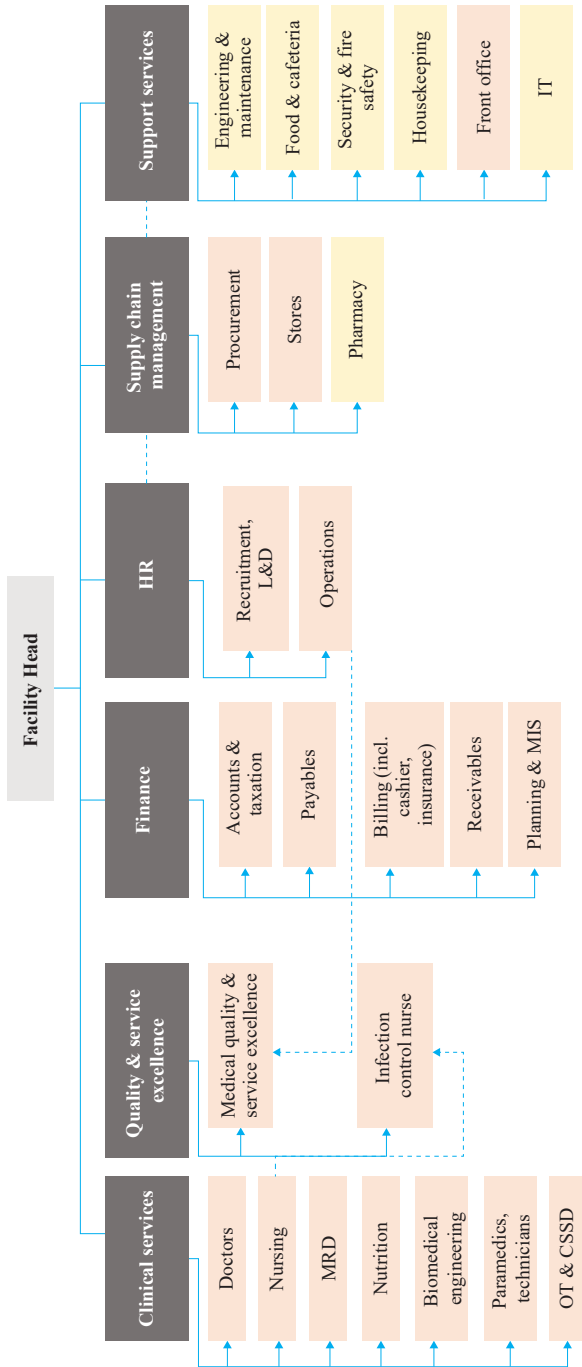 Facility Head
Clinical services
Doctors
Nursing
MRD
Nutrition
Biomedical
engineering
Paramedics,
technicians
OT & CSSD
Quality & service
excellence
Medical quality &
service excellence
Infection
control nurse
Finance
Accounts &
taxation
Payables
Billing (incl.
cashier,
insurance)
Receivables
Planning & MIS
HR
Recruitment,
L&D
Operations
Supply chain
management
Procurement
Stores
Pharmacy
Support services
Engineering &
maintenance
Food & cafeteria
Security & fire
safety
Housekeeping
Front office
IT